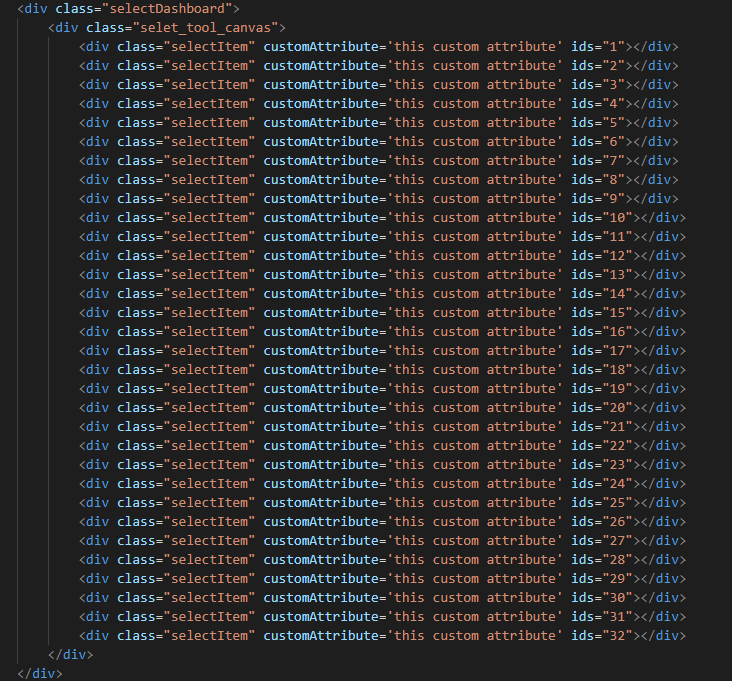 <div class="selectDashboard">
<div class="selet_tool_canvas">
<div class="selectItem" customAttribute='this custom attribute' ids="1"></div>
<div class="selectItem" customAttribute='this custom attribute' ids="2"></div>
<div class="selectItem" customAttribute='this custom attribute' ids="3"></div>
<div class="selectItem" customAttribute='this custom attribute' ids="4"></div>
<div class="selectItem" customAttribute='this custom attribute' ids="5"></div>
<div class="selectItem" customAttribute='this custom attribute' ids="6"></div>
<div class="selectItem" customAttribute='this custom attribute' ids="7"></div>
<div class="selectItem" customAttribute='this custom attribute' ids="8"></div>
<div class="selectItem" customAttribute='this custom attribute' ids="9"></div>
<div class="selectItem" customAttribute='this custom attribute' ids="10"></div>
<div class="selectItem" customAttribute='this custom attribute' ids="11"></div>
<div class="selectItem" customAttribute='this custom attribute' ids="12"></div>
<div class="selectItem" customAttribute='this custom attribute' ids="13"></div>
<div class="selectItem" customAttribute='this custom attribute' ids="14"></div>
<div class="selectItem" customAttribute='this custom attribute' ids="15"></div>
<div class="selectItem" customAttribute='this custom attribute' ids="16"></div>
<div class="selectItem" customAttribute='this custom attribute' ids="17"></div>
<div class="selectItem" customAttribute='this custom attribute' ids="18"></div>
<div class="selectItem" customAttribute='this custom attribute' ids="19"></div>
<div class="selectItem" customAttribute='this custom attribute' ids="20"></div>
<div class="selectItem" customAttribute='this custom attribute' ids="21"></div>
<div class="selectItem" customAttribute='this custom attribute' ids="22"></div>
<div class="selectItem" customAttribute='this custom attribute' ids="23"></div>
<div class="selectItem" customAttribute='this custom attribute' ids="24"></div>
<div class="selectItem" customAttribute='this custom attribute' ids="25"></div>
<div class="selectItem" customAttribute='this custom attribute' ids="26"></div>
<div class="selectItem" customAttribute='this custom attribute' ids="27"></div>
<div class="selectItem" customAttribute='this custom attribute' ids="28"></div>
<div class="selectItem" customAttribute='this custom attribute' ids="29"></div>
<div class="selectItem" customAttribute='this custom attribute' ids="30"></div>
<div class="selectItem" customAttribute='this custom attribute' ids="31"></div>
<div class="selectItem" customAttribute='this custom attribute' ids="32"></div>
</div>
</div>